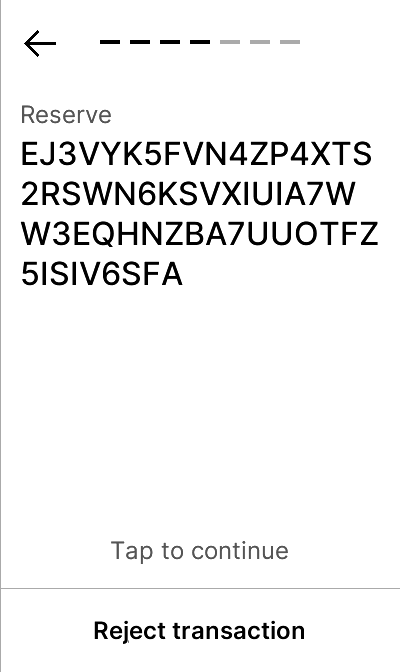 Reserve
EJ3VYK5FVN4ZP4XTS
2RSWN6KSVXIUIA7W
W3EQHNZBA7UUOTFZ
5ISIV6SFA
Tap to continue
Reject transaction